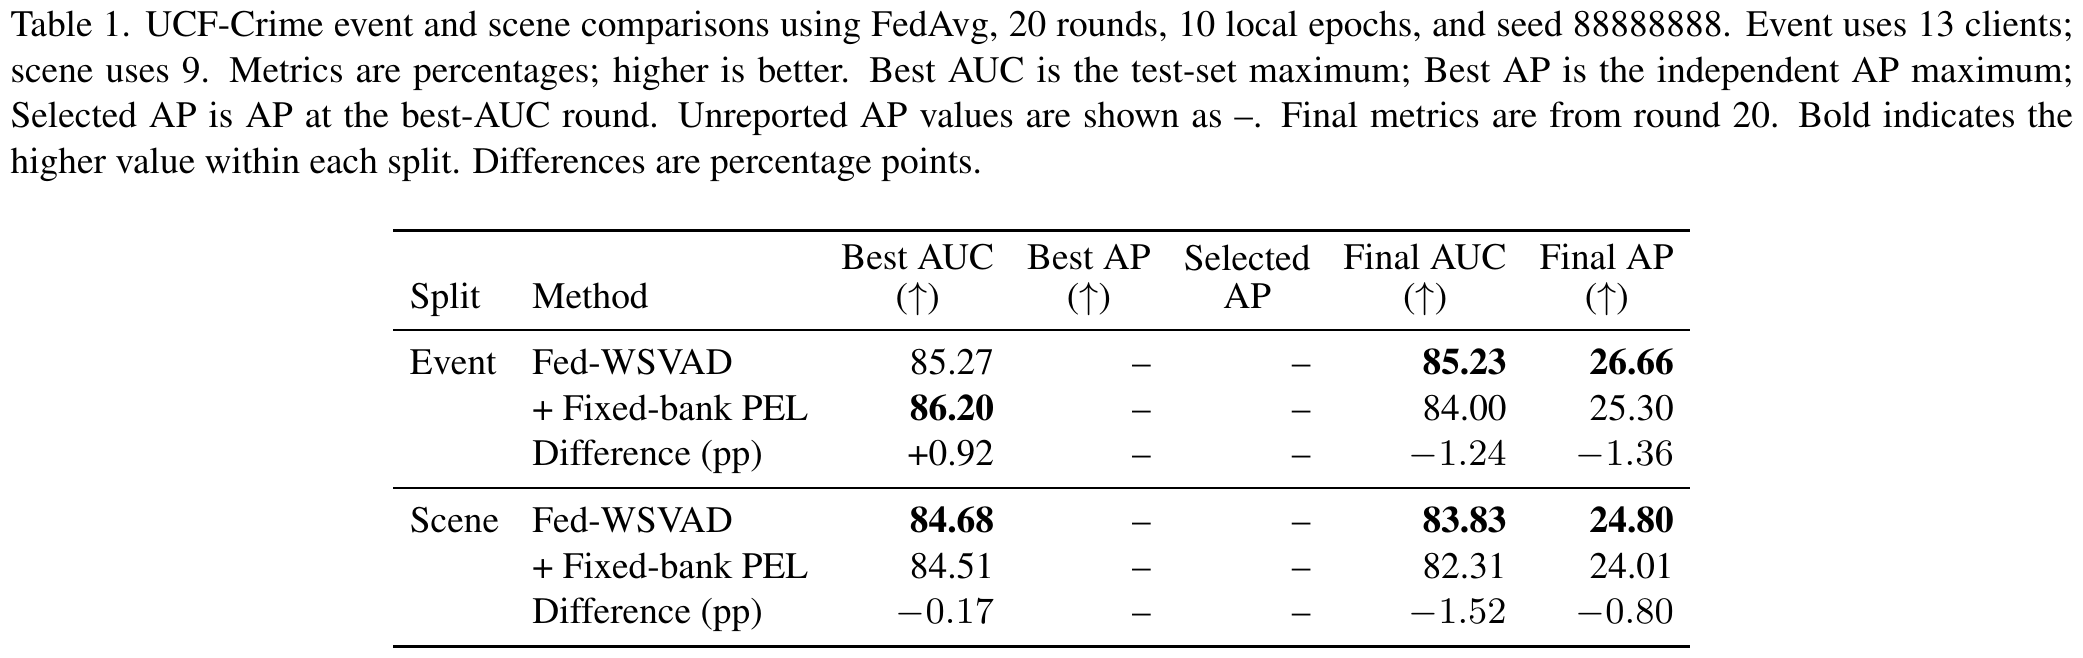 Table 1. UCF-Crime event and scene comparisons using FedAvg, 20 rounds, 10 local epochs, and seed 88888888. Event uses 13 clients;
scene uses 9. Metrics are percentages; higher is better. Best AUC is the test-set maximum; Best AP is the independent AP maximum;
Selected AP is AP at the best-AUC round. Unreported AP values are shown as –. Final metrics are from round 20. Bold indicates the
higher value within each split. Differences are percentage points.
Best AUC Best AP Selected Final AUC Final AP
Split Method (↑) (↑) AP (↑) (↑)
Event Fed-WSVAD 85.27 – – 85.23 26.66
+ Fixed-bank PEL 86.20 – – 84.00 25.30
Difference (pp) +0.92 – – −1.24 −1.36
Scene Fed-WSVAD 84.68 – – 83.83 24.80
+ Fixed-bank PEL 84.51 – – 82.31 24.01
Difference (pp) −0.17 – – −1.52 −0.80